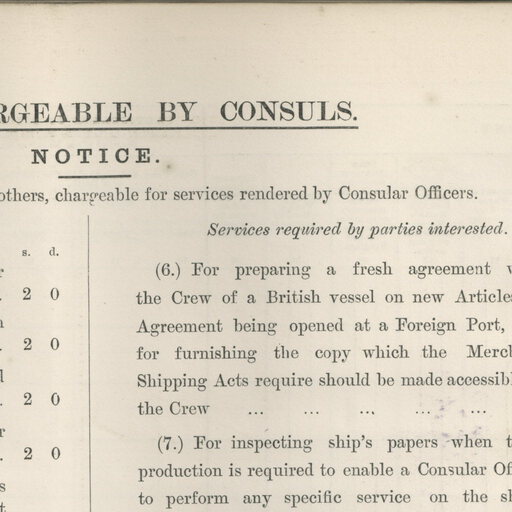 RGEABLE BY CONSULS.
NOTICE.
others, chargeable for services rendered by Consular Officers.
s. d.
r
. 2 0
n
. 2 0
l
. 2 0
r
. 2 0
s
t
Services required by parties interested.
(6.) For preparing a fresh agreement w
the Crew of a British vessel on new Articles
Agreement being opened at a Foreign Port,
for furnishing the copy which the Merch
Shipping Acts require should be made accessibl
the Crew ... ... ... ... ...
(7.) For inspecting ship's papers when t
production is required to enable a Consular Of
to perform any specific service on the sh